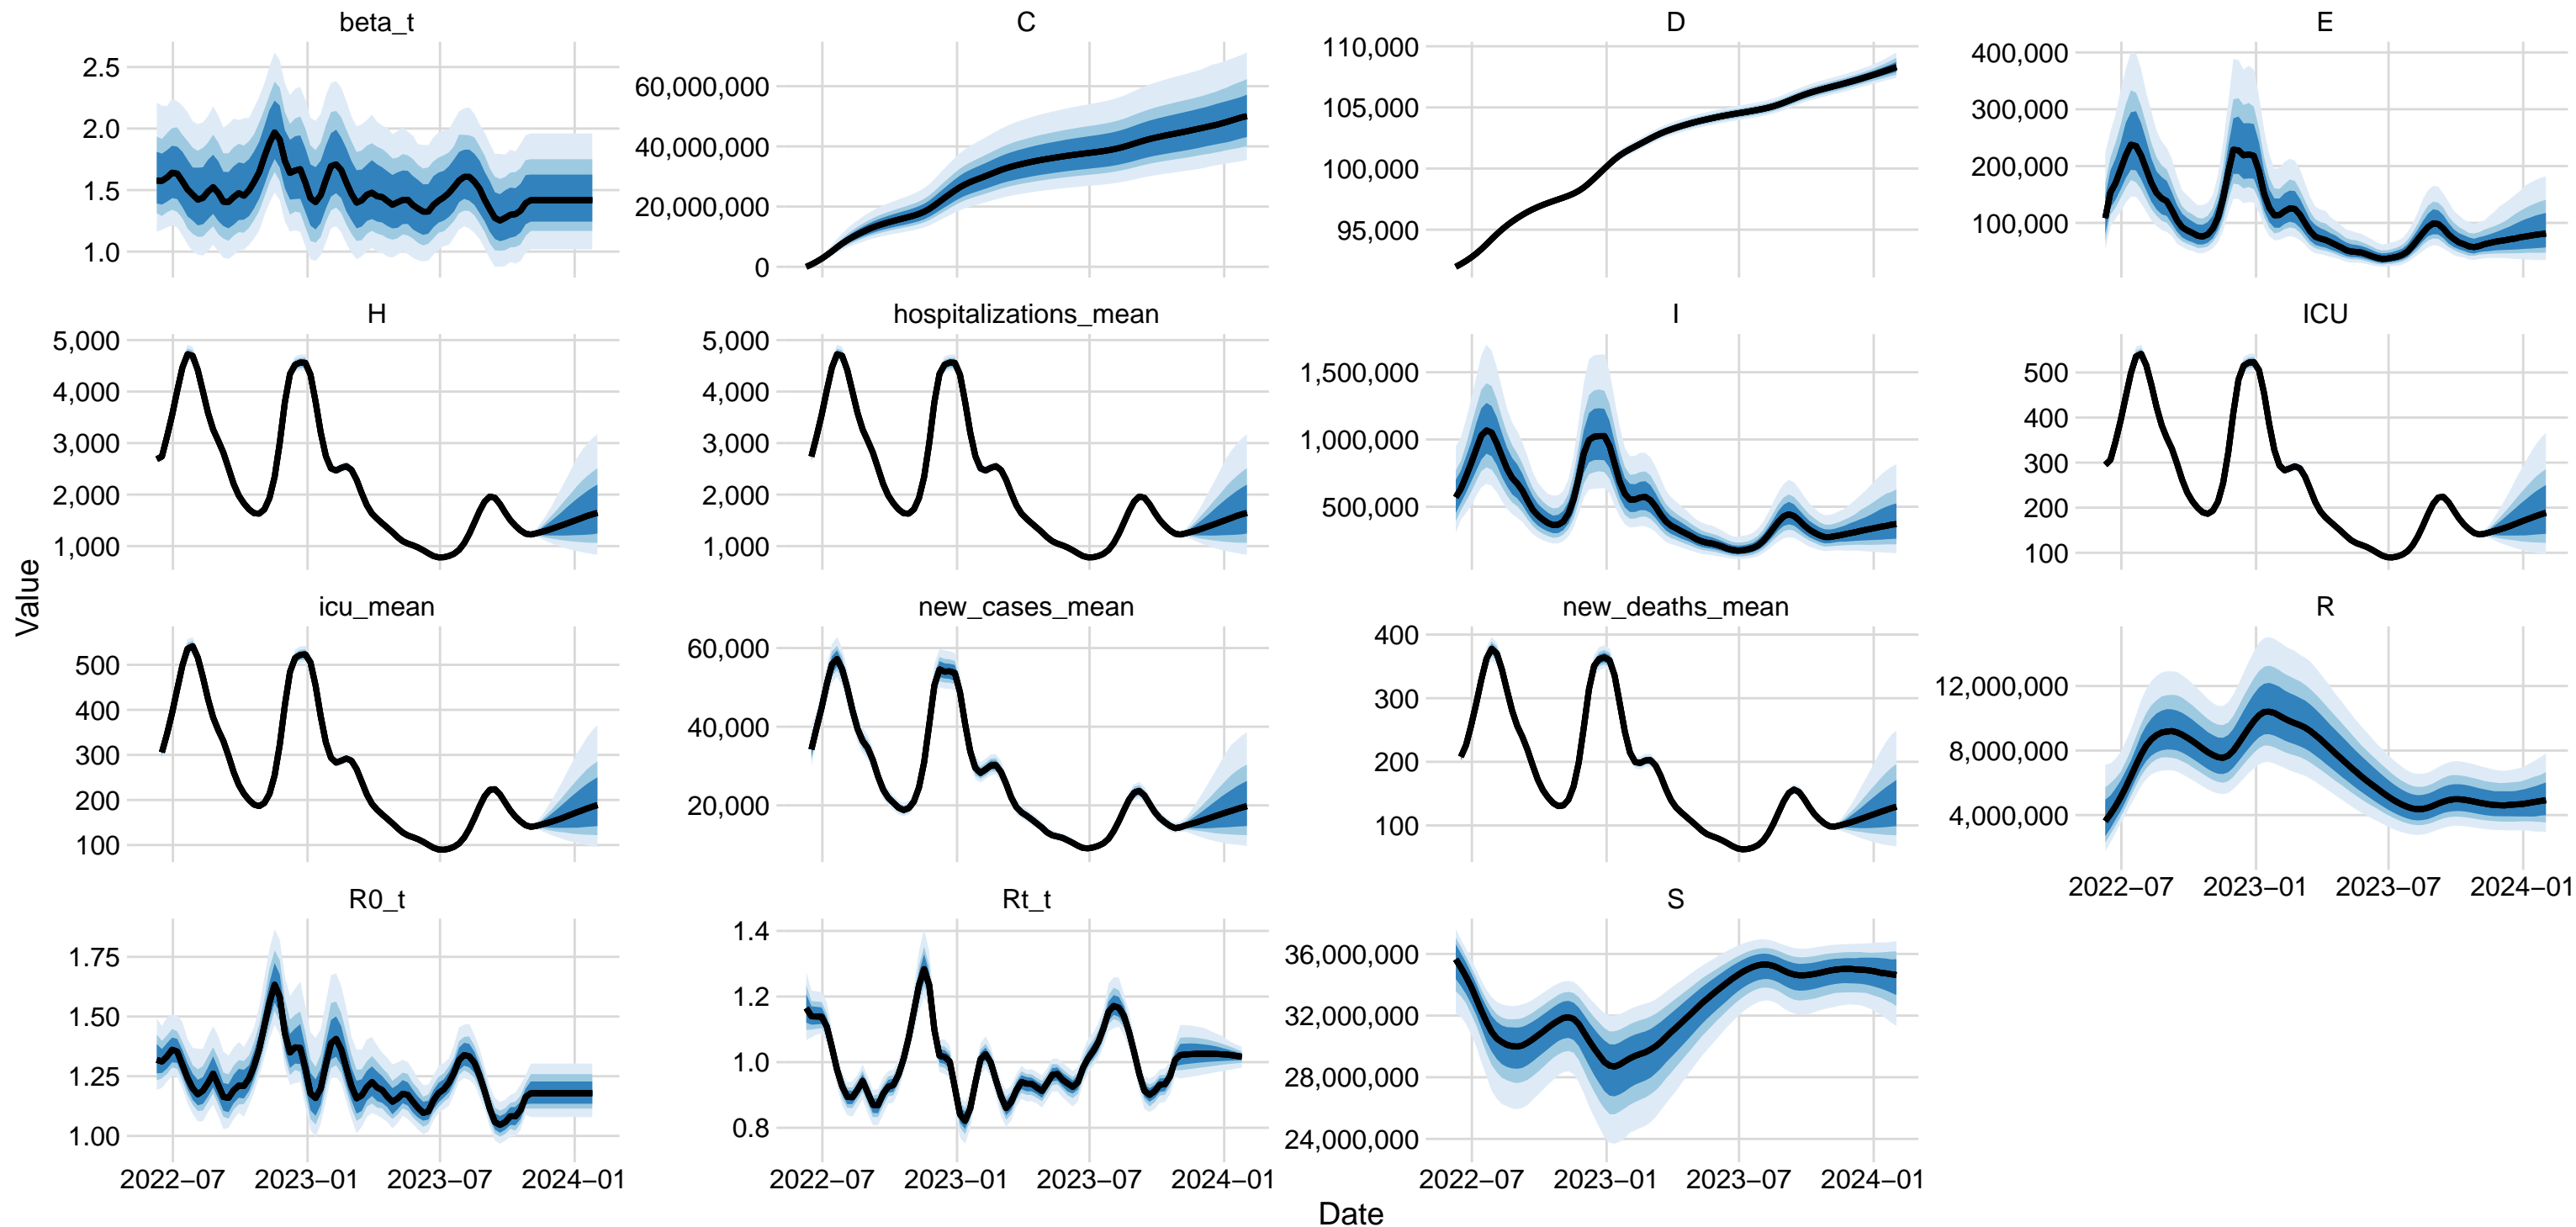 beta_t
C
D
E
2.5
2.0
1.5
1.0
60,000,000
40,000,000
20,000,000
0
110,000
105,000
100,000
95,000
400,000
300,000
200,000
100,000
H
hospitalizations_mean
I
ICU
5,000
4,000
3,000
2,000
1,000
5,000
4,000
3,000
2,000
1,000
1,500,000
1,000,000
500,000
500
400
300
200
100
Value
icu_mean
new_cases_mean
new_deaths_mean
R
500
400
300
200
100
60,000
40,000
20,000
400
300
200
100
12,000,000
8,000,000
4,000,000
2022−07 2023−01 2023−07 2024−01
R0_t
Rt_t
S
1.75
1.50
1.25
1.00
1.4
1.2
1.0
0.8
36,000,000
32,000,000
28,000,000
24,000,000
2022−07 2023−01 2023−07 2024−01
2022−07 2023−01 2023−07 2024−01
2022−07 2023−01 2023−07 2024−01
Date